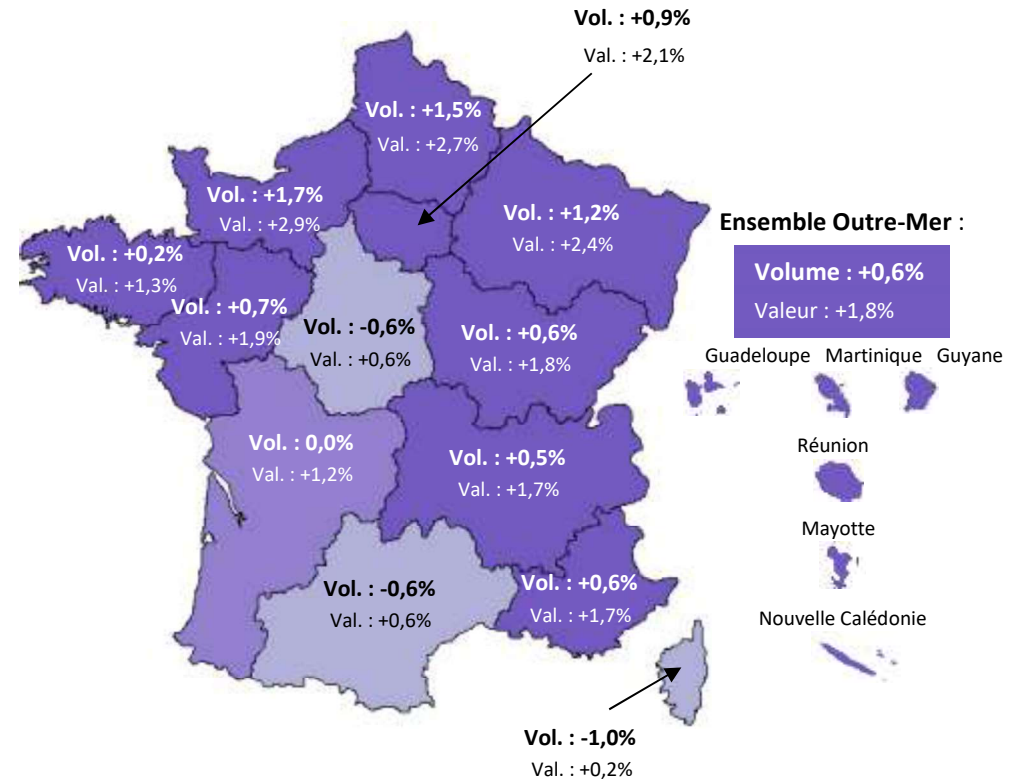 Vol. : +0,9%
Val. : +2,1%
Vol. : +1,5%
Val. : +2,7%
Vol. : +1,7%
Val. : +2,9%
Vol. : +1,2%
Val. : +2,4%
Vol. : +0,2%
Val. : +1,3%
Vol. : +0,7%
Val. : +1,9%
Vol. : -0,6%
Val. : +0,6%
Vol. : +0,6%
Val. : +1,8%
Vol. : 0,0%
Val. : +1,2%
Vol. : +0,5%
Val. : +1,7%
Vol. : -0,6%
Val. : +0,6%
Vol. : +0,6%
Val. : +1,7%
Vol. : -1,0%
Val. : +0,2%
Ensemble Outre-Mer :
Volume : +0,6%
Valeur : +1,8%
Guadeloupe Martinique Guyane
Réunion
Mayotte
Nouvelle Calédonie